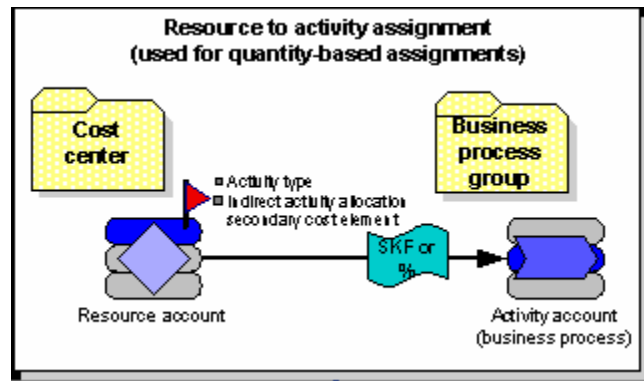 Resource to activity assignment
(used for quantity-based assignments)
Cost
center
Business
process
group
Activity type
Indirect activity allocation
secondary cost element
SKF or
%
Resource account
Activity account
(business process)